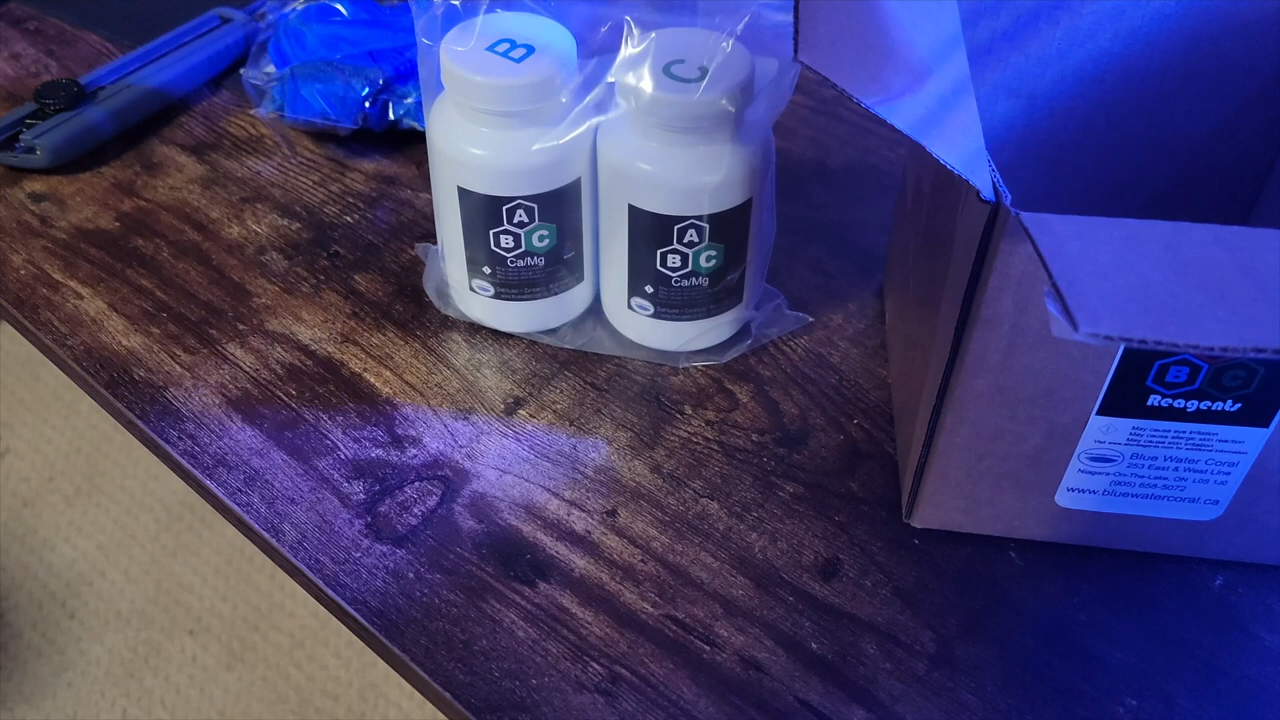 B
A
B C
Ca/Mg
C
A
B C
Ca/Mg
B C
Reagents
May cause eye irritation
May cause allergic skin reaction
May cause skin irritation
Blue Water Coral
253 East & West Line
Niagara-On-The-Lake, ON L0S 1J0
(905) 658-5072
www.bluewatercoral.ca